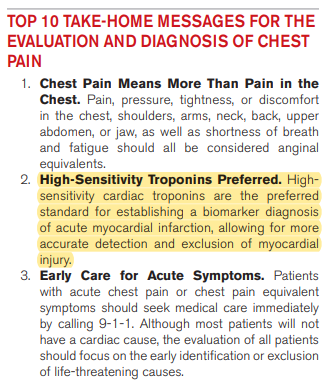 TOP 10 TAKE-HOME MESSAGES FOR THE
EVALUATION AND DIAGNOSIS OF CHEST
PAIN
1. Chest Pain Means More Than Pain in the
Chest. Pain, pressure, tightness, or discomfort
in the chest, shoulders, arms, neck, back, upper
abdomen, or jaw, as well as shortness of breath
and fatigue should all be considered anginal
equivalents.
2. High-Sensitivity Troponins Preferred. High-
sensitivity cardiac troponins are the preferred
standard for establishing a biomarker diagnosis
of acute myocardial infarction, allowing for more
accurate detection and exclusion of myocardial
injury.
3. Early Care for Acute Symptoms. Patients
with acute chest pain or chest pain equivalent
symptoms should seek medical care immediately
by calling 9-1-1. Although most patients will not
have a cardiac cause, the evaluation of all patients
should focus on the early identification or exclusion
of life-threatening causes.